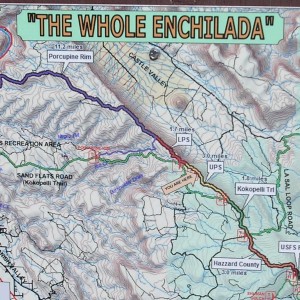 "THE WHOLE ENCHILADA"
11.2 miles
Porcupine Rim
CASTLE VALLEY
1.7 miles
LPS
S RECREATION AREA
3.0 miles
UPS
SAND FLATS ROAD
(Kokopelli Trail)
YOU ARE
Kokopelli Trl
LA SAL LOOP ROAD
Hazzard County
USFS
3.0 miles